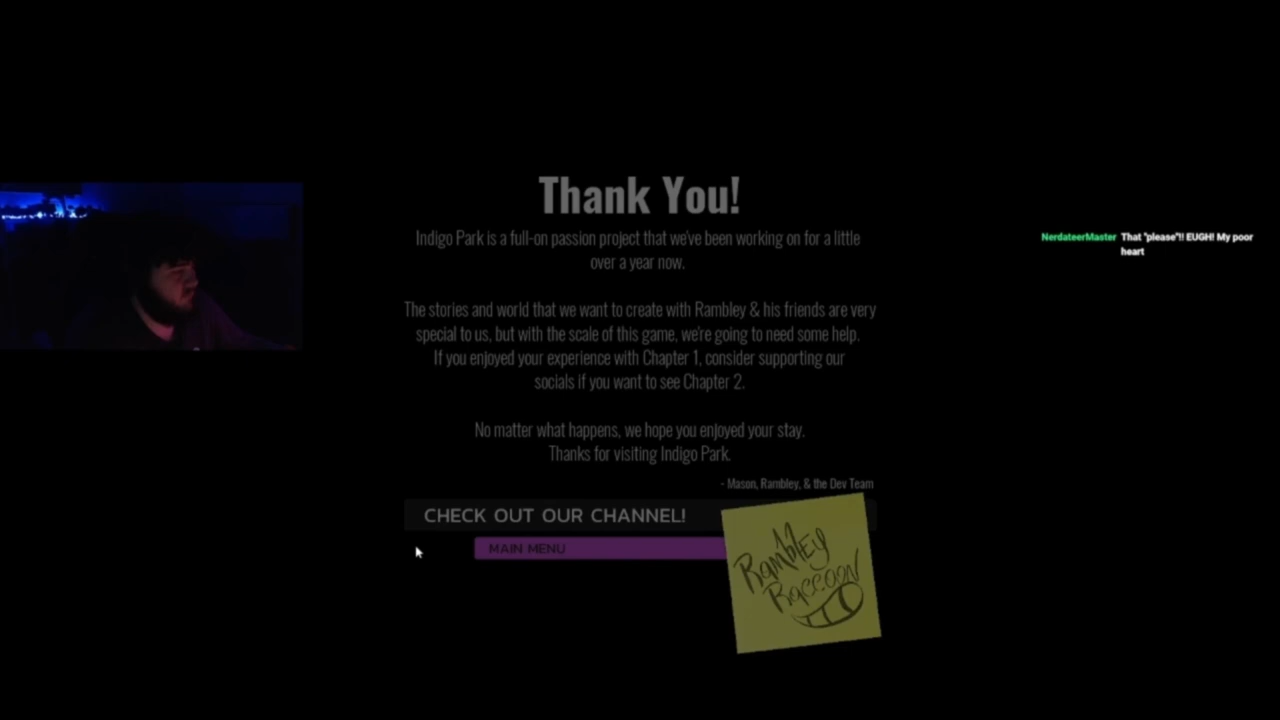 Thank You!
Indigo Park is a full-on passion project that we've been working on for a little
over a year now.
NerdateerMaster That "please"!! EUGH! My poor
heart
The stories and world that we want to create with Rambley & his friends are very
special to us, but with the scale of this game, we're going to need some help.
If you enjoyed your experience with Chapter 1, consider supporting our
socials if you want to see Chapter 2.
No matter what happens, we hope you enjoyed your stay.
Thanks for visiting Indigo Park.
- Mason, Rambley, & the Dev Team
CHECK OUT OUR CHANNEL!
MAIN MENU
Rambley
Raccoon